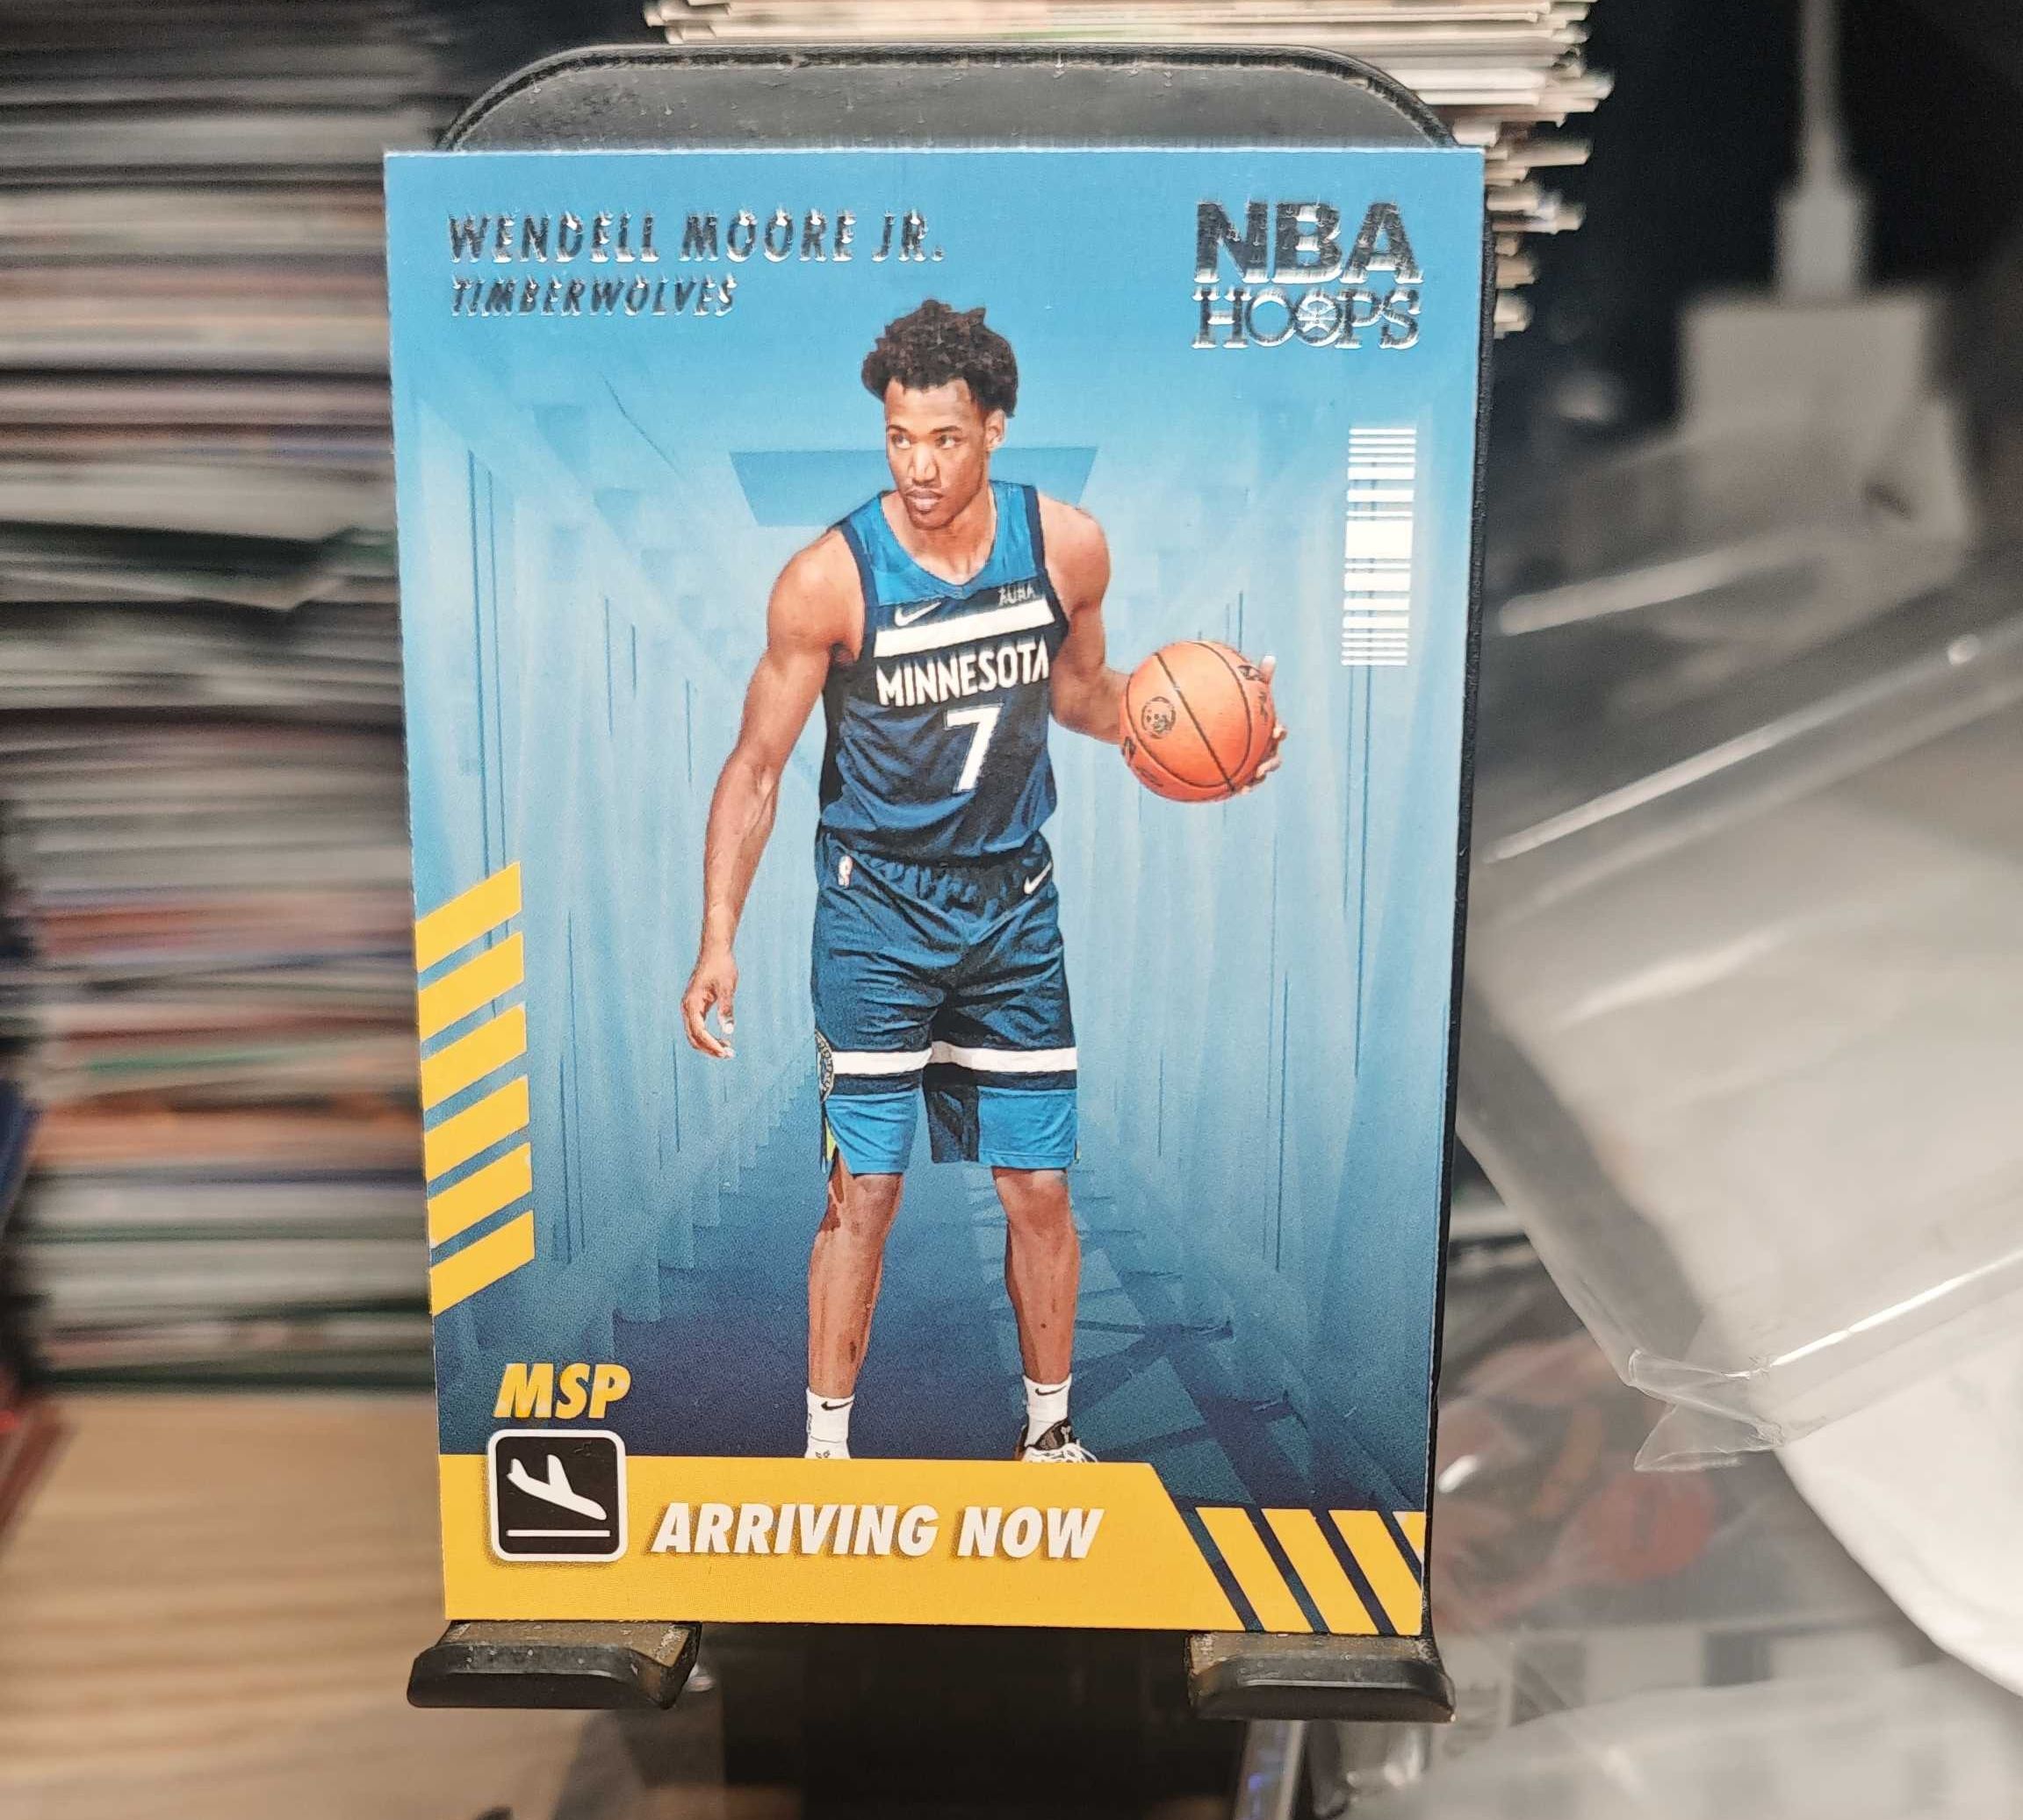 WENDELL MOORE JR.
TIMBERWOLVES
NBA
HOOPS
MINNESOTA
7
MSP
ARRIVING NOW